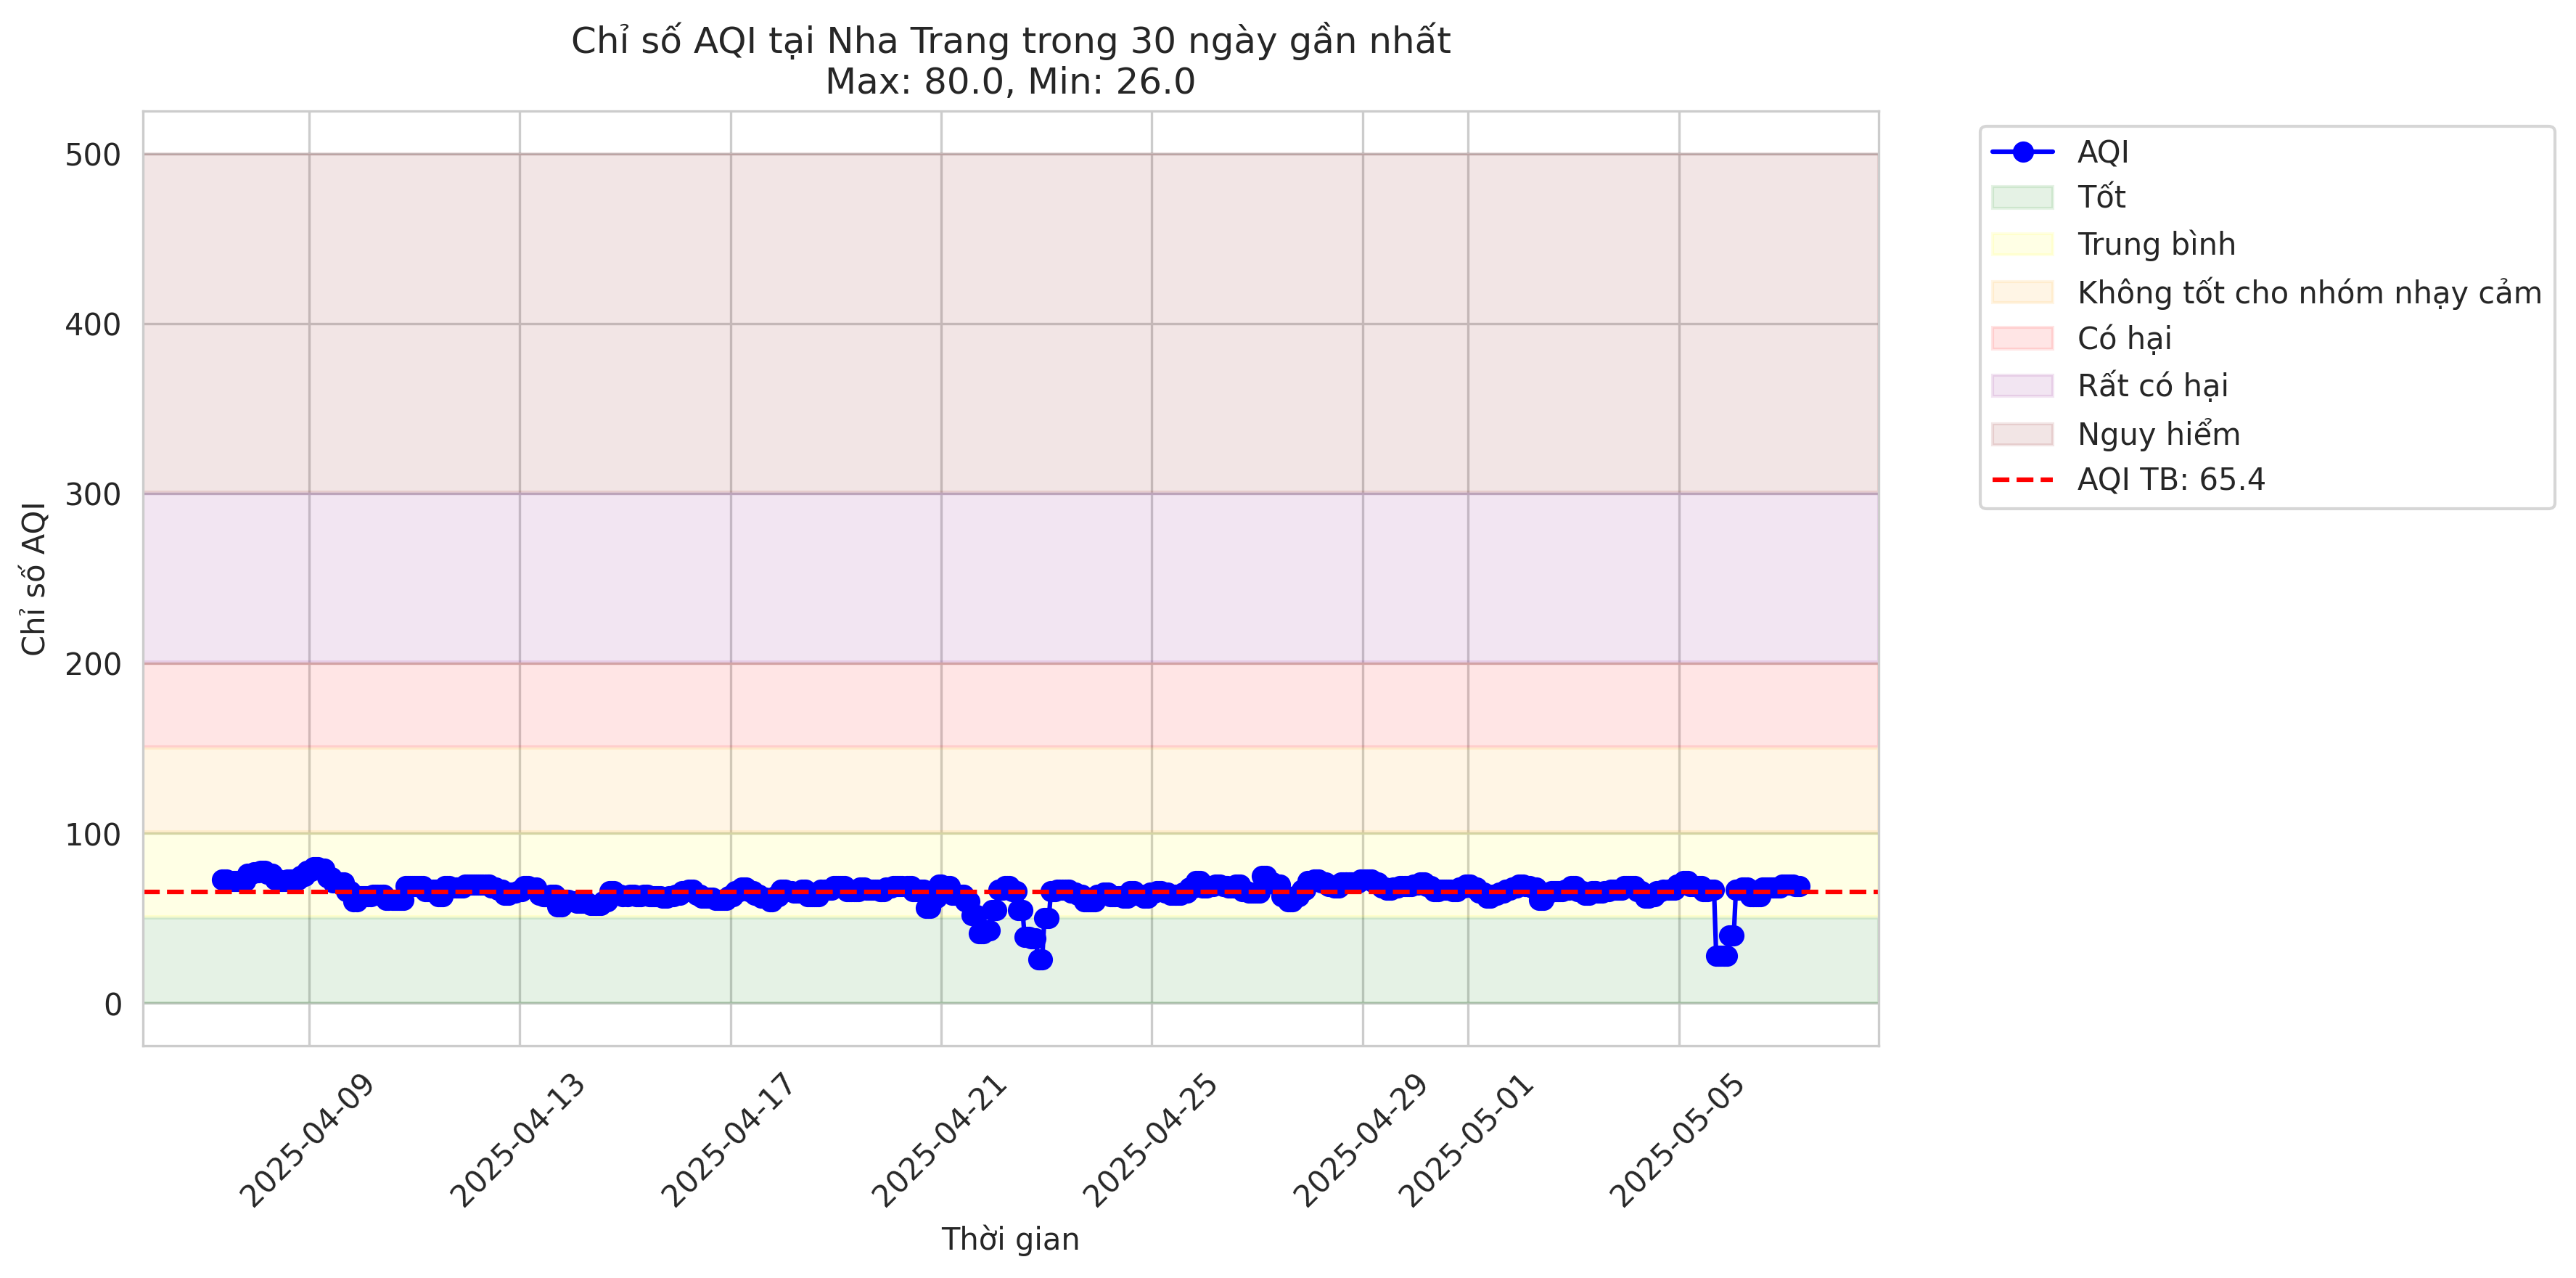 Chỉ số AQI tại Nha Trang trong 30 ngày gần nhất
Max: 80.0, Min: 26.0
Chỉ số AQI
500
400
300
200
100
0
2025-04-09
2025-04-13
2025-04-17
2025-04-21
2025-04-25
2025-04-29
2025-05-01
2025-05-05
Thời gian
AQI
Tốt
Trung bình
Không tốt cho nhóm nhạy cảm
Có hại
Rất có hại
Nguy hiểm
AQI TB: 65.4